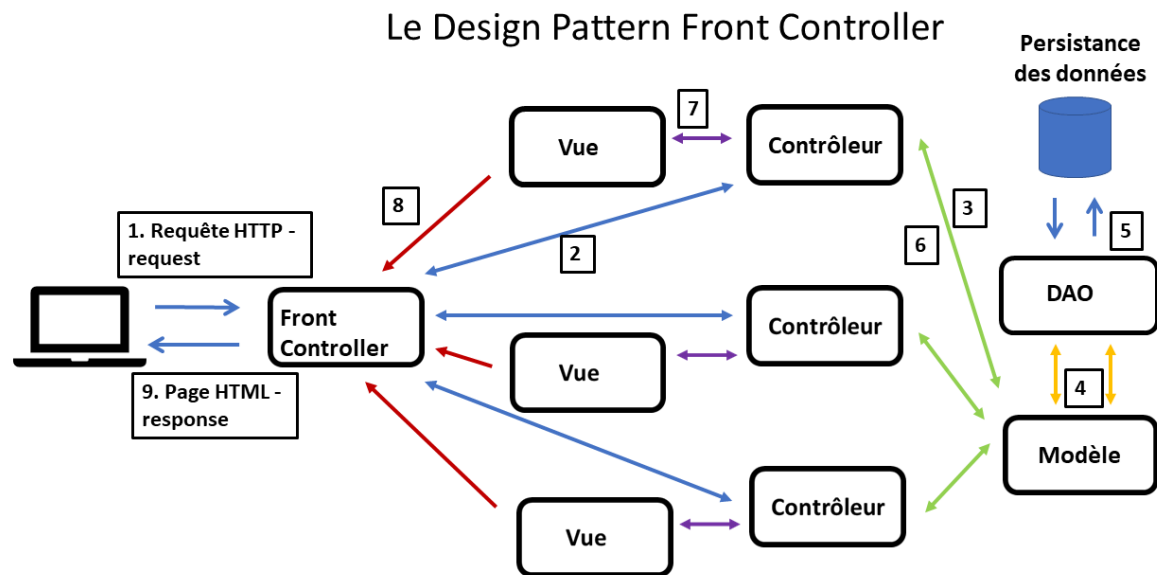 Le Design Pattern Front Controller
Persistance
des données
7
Vue
Contrôleur
8
3
1. Requête HTTP -
request
2
6
5
DAO
Front
Controller
Contrôleur
Vue
4
9. Page HTML -
response
Modèle
Contrôleur
Vue